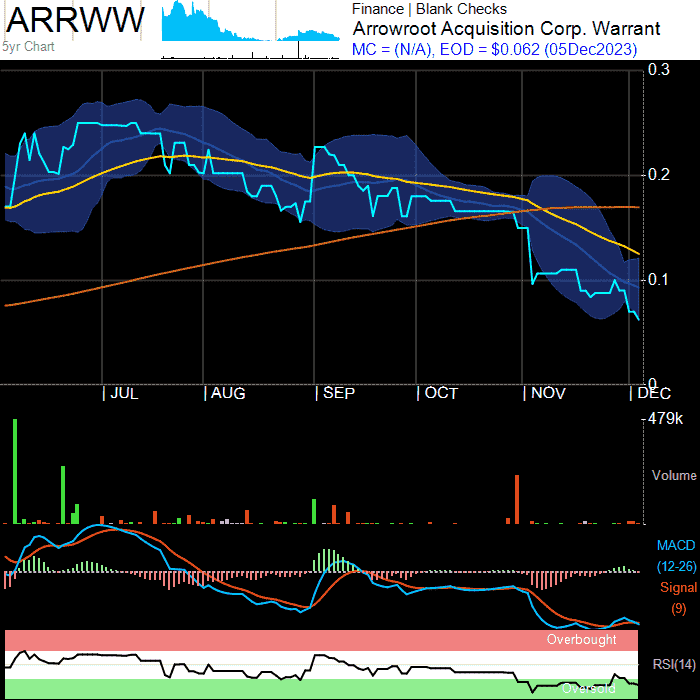 ARRWW
5yr Chart
Finance | Blank Checks
Arrowroot Acquisition Corp. Warrant
MC = (N/A), EOD = $0.062 (05Dec2023)
0.3
0.2
0.1
0
| JUL | AUG | SEP | OCT | NOV | DEC
479k
Volume
MACD
(12-26)
Signal
(9)
Overbought
RSI(14)
Oversold